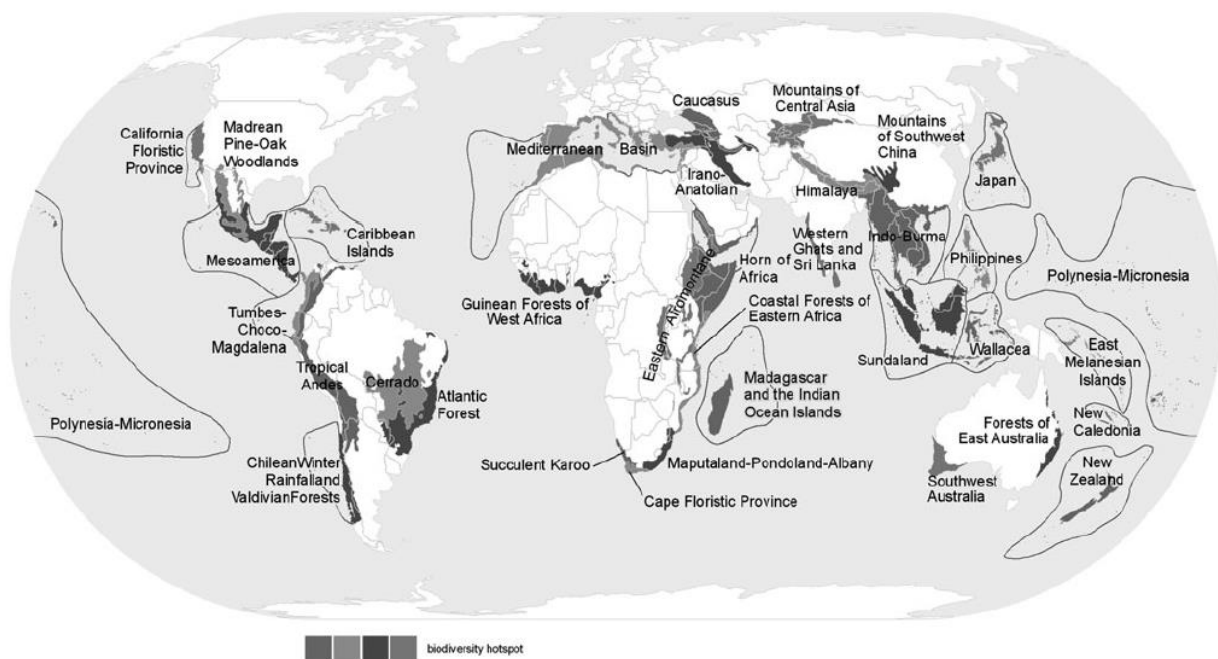 California
Floristic
Province
Madrean
Pine-Oak
Woodlands
Caribbean
Islands
Mesoamerica
Tumbes-
Choco-
Magdalena
Tropical
Andes
Cerrado
Atlantic
Forest
Polynesia-Micronesia
ChileanWinter
Rainfalland
ValdivianForests
Caucasus
Mountains of
Central Asia
Mountains
of Southwest
China
Mediterranean Basin
Irano-
Anatolian
Himalaya
Japan
Western
Ghats and
Sri Lanka
Indo-Burma
Philippines
Polynesia-Micronesia
Horn of
Africa
Guinean Forests of
West Africa
Eastern Afromontane
Coastal Forests of
Eastern Africa
Sundaland
Wallacea
East
Melanesian
Islands
Madagascar
and the Indian
Ocean Islands
New
Caledonia
Forests of
East Australia
Succulent Karoo
Maputaland-Pondoland-Albany
Cape Floristic Province
Southwest
Australia
New
Zealand
biodiversity hotspot